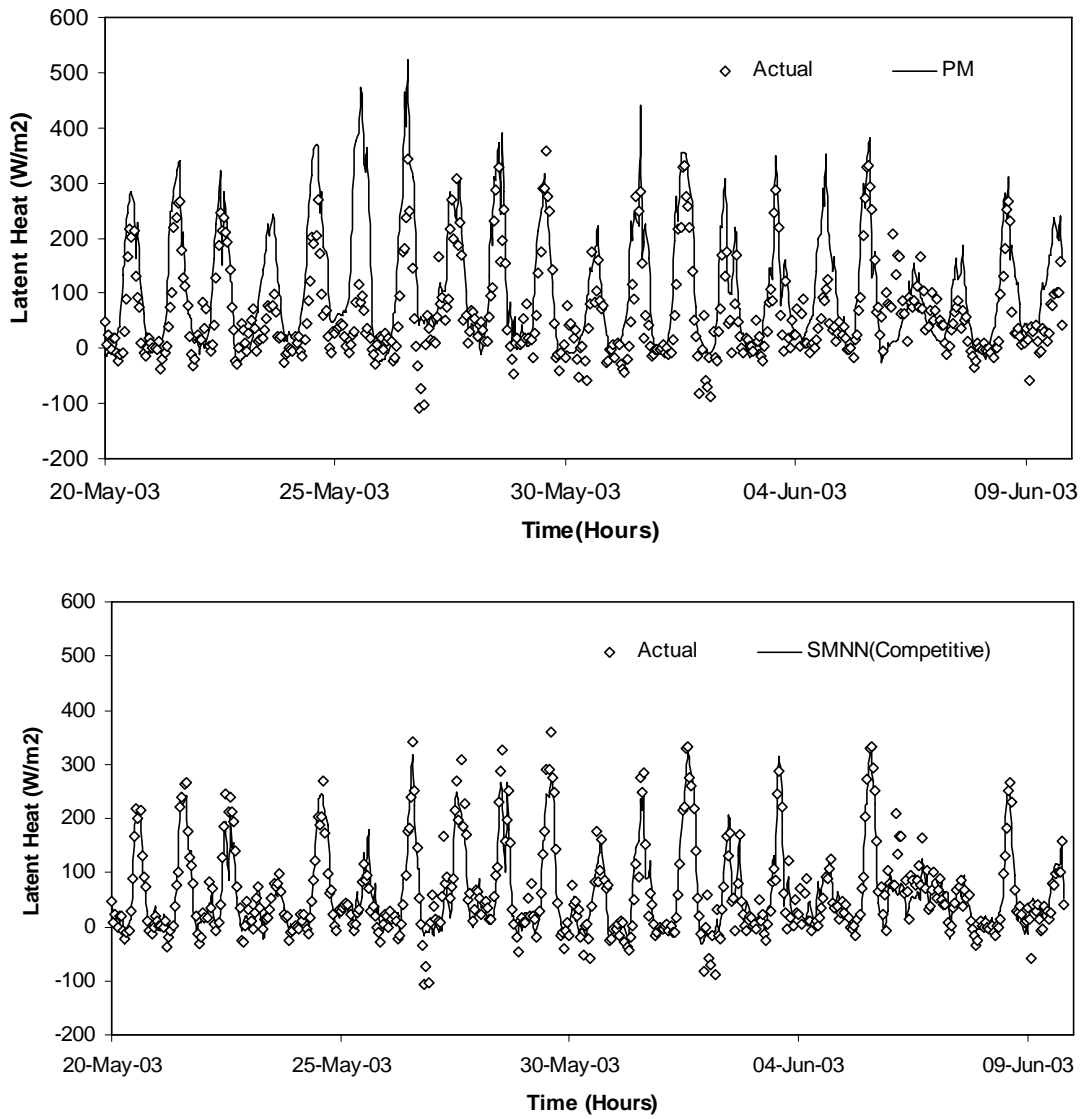 600
500
400
300
200
100
0
-100
-200
Latent Heat (W/m2)
Actual PM
20-May-03 25-May-03 30-May-03 04-Jun-03 09-Jun-03
Time(Hours)
600
500
400
300
200
100
0
-100
-200
Latent Heat (W/m2)
Actual SMNN(Competitive)
20-May-03 25-May-03 30-May-03 04-Jun-03 09-Jun-03
Time (Hours)